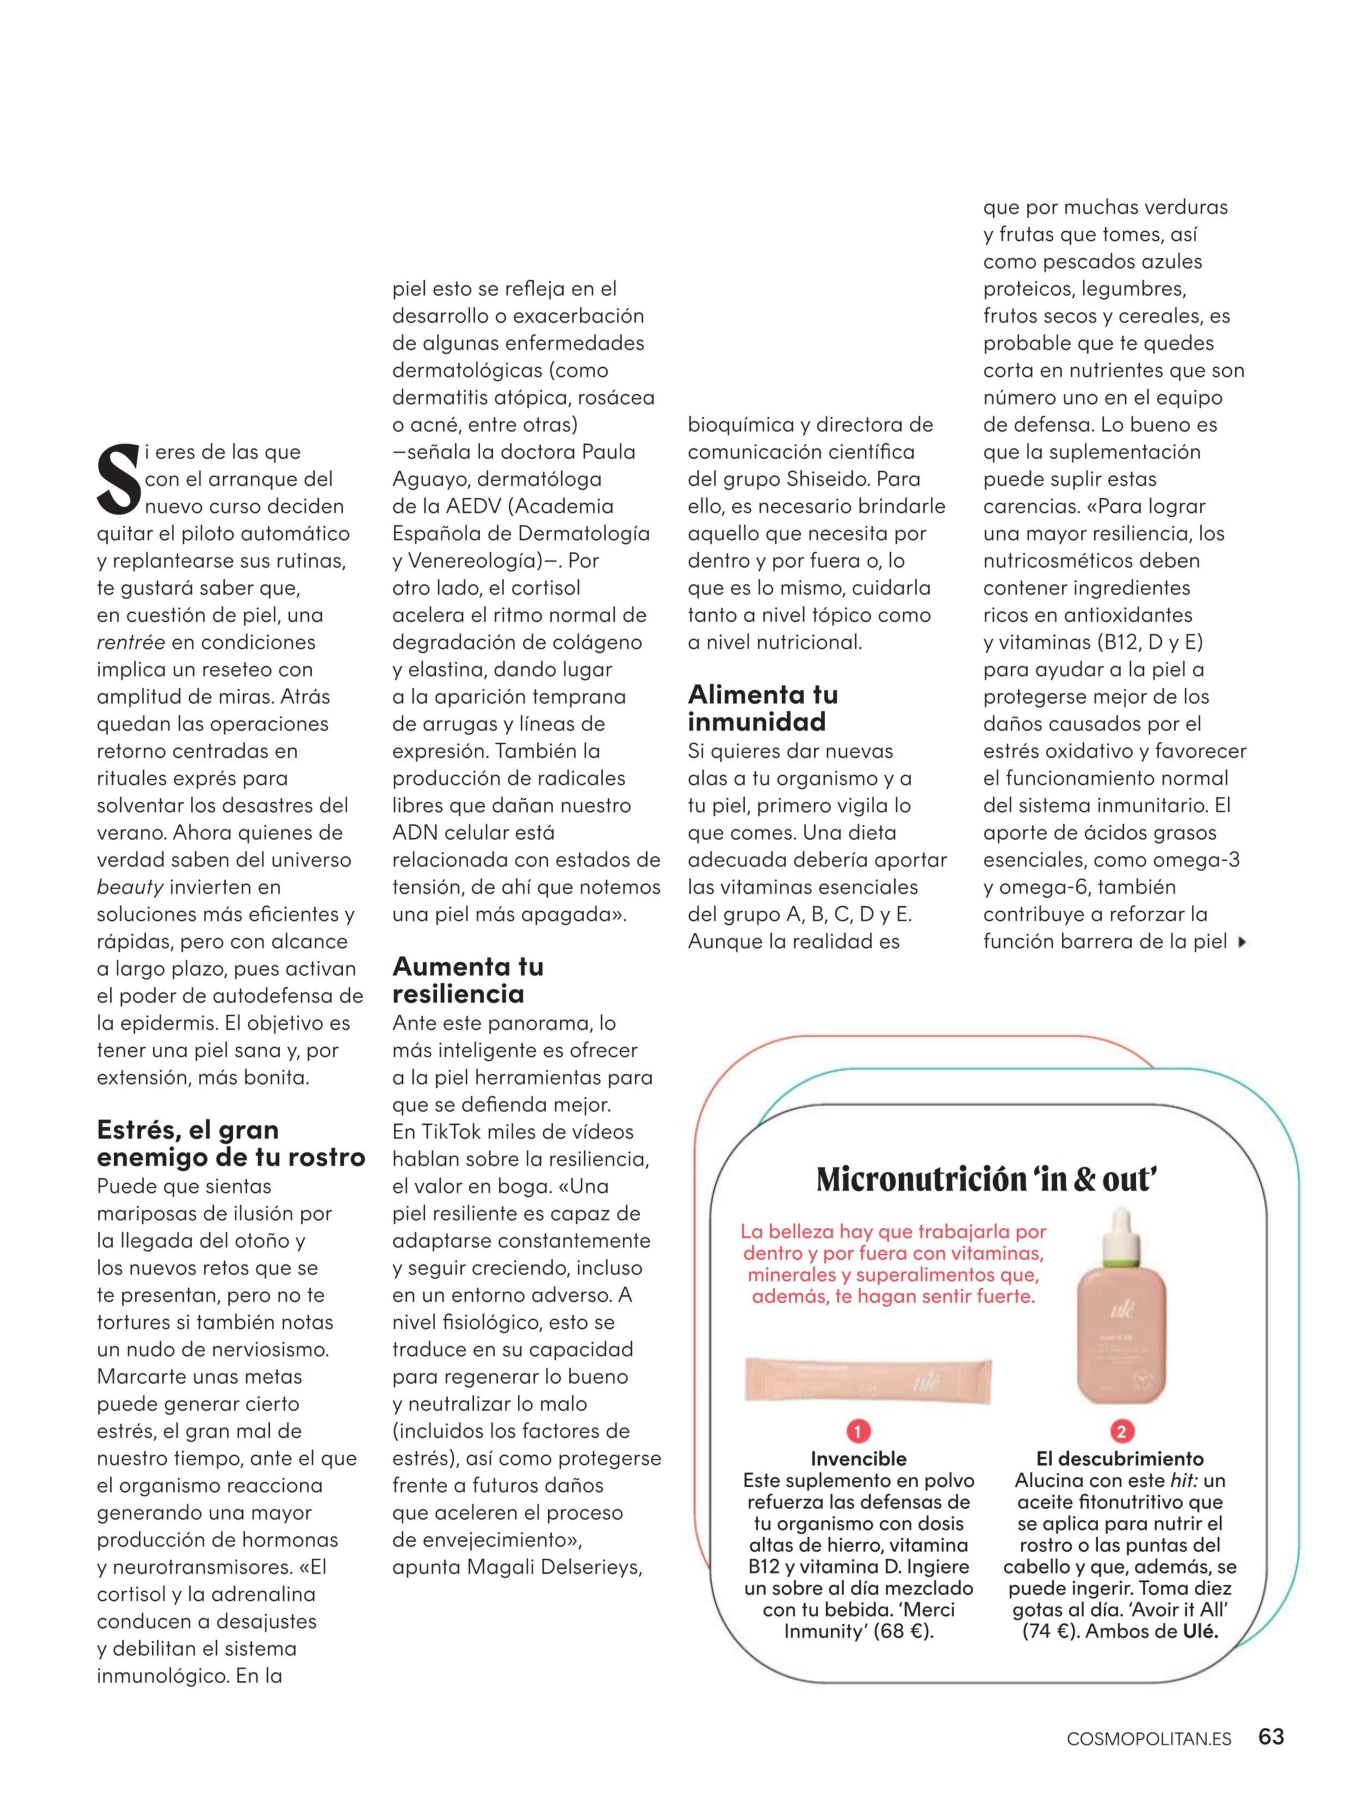 Si eres de las que
con el arranque del
nuevo curso deciden
quitar el piloto automático
y replantearse sus rutinas,
te gustará saber que,
en cuestión de piel, una
rentrée en condiciones
implica un reseteo con
amplitud de miras. Atrás
quedan las operaciones
retorno centradas en
rituales exprés para
solventar los desastres del
verano. Ahora quienes de
verdad saben del universo
beauty invierten en
soluciones más eficientes y
rápidas, pero con alcance
a largo plazo, pues activan
el poder de autodefensa de
la epidermis. El objetivo es
tener una piel sana y, por
extensión, más bonita.
Estrés, el gran
enemigo de tu rostro
Puede que sientas
mariposas de ilusión por
la llegada del otoño y
los nuevos retos que se
te presentan, pero no te
tortures si también notas
un nudo de nerviosismo.
Marcarte unas metas
puede generar cierto
estrés, el gran mal de
nuestro tiempo, ante el que
el organismo reacciona
generando una mayor
producción de hormonas
y neurotransmisores. «El
cortisol y la adrenalina
conducen a desajustes
y debilitan el sistema
inmunológico. En la
piel esto se refleja en el
desarrollo o exacerbación
de algunas enfermedades
dermatológicas (como
dermatitis atópica, rosácea
o acné, entre otras)
—señala la doctora Paula
Aguayo, dermatóloga
de la AEDV (Academia
Española de Dermatología
y Venereología)—. Por
otro lado, el cortisol
acelera el ritmo normal de
degradación de colágeno
y elastina, dando lugar
a la aparición temprana
de arrugas y líneas de
expresión. También la
producción de radicales
libres que dañan nuestro
ADN celular está
relacionada con estados de
tensión, de ahí que notemos
una piel más apagada».
Aumenta tu
resiliencia
Ante este panorama, lo
más inteligente es ofrecer
a la piel herramientas para
que se defienda mejor.
En TikTok miles de vídeos
hablan sobre la resiliencia,
el valor en boga. «Una
piel resiliente es capaz de
adaptarse constantemente
y seguir creciendo, incluso
en un entorno adverso. A
nivel fisiológico, esto se
traduce en su capacidad
para regenerar lo bueno
y neutralizar lo malo
(incluidos los factores de
estrés), así como protegerse
frente a futuros daños
que aceleren el proceso
de envejecimiento»,
apunta Magali Delserieys,
bioquímica y directora de
comunicación científica
del grupo Shiseido. Para
ello, es necesario brindarle
aquello que necesita por
dentro y por fuera o, lo
que es lo mismo, cuidarla
tanto a nivel tópico como
a nivel nutricional.
Alimenta tu
inmunidad
Si quieres dar nuevas
alas a tu organismo y a
tu piel, primero vigila lo
que comes. Una dieta
adecuada debería aportar
las vitaminas esenciales
del grupo A, B, C, D y E.
Aunque la realidad es
que por muchas verduras
y frutas que tomes, así
como pescados azules
proteicos, legumbres,
frutos secos y cereales, es
probable que te quedes
corta en nutrientes que son
número uno en el equipo
de defensa. Lo bueno es
que la suplementación
puede suplir estas
carencias. «Para lograr
una mayor resiliencia, los
nutricosméticos deben
contener ingredientes
ricos en antioxidantes
y vitaminas (B12, D y E)
para ayudar a la piel a
protegerse mejor de los
daños causados por el
estrés oxidativo y favorecer
el funcionamiento normal
del sistema inmunitario. El
aporte de ácidos grasos
esenciales, como omega-3
y omega-6, también
contribuye a reforzar la
función barrera de la piel
Micronutrición ‘in & out’
La belleza hay que trabajarla por
dentro y por fuera con vitaminas,
minerales y superalimentos que,
además, te hagan sentir fuerte.
ulé
ulé
1
Invencible
Este suplemento en polvo
refuerza las defensas de
tu organismo con dosis
altas de hierro, vitamina
B12 y vitamina D. Ingiere
un sobre al día mezclado
con tu bebida. ‘Merci
Inmunity’ (68 €).
2
El descubrimiento
Alucina con este hit: un
aceite fitonutritivo que
se aplica para nutrir el
rostro o las puntas del
cabello y que, además, se
puede ingerir. Toma diez
gotas al día. ‘Avoir it All’
(74 €). Ambos de Ulé.
COSMOPOLITAN.ES 63